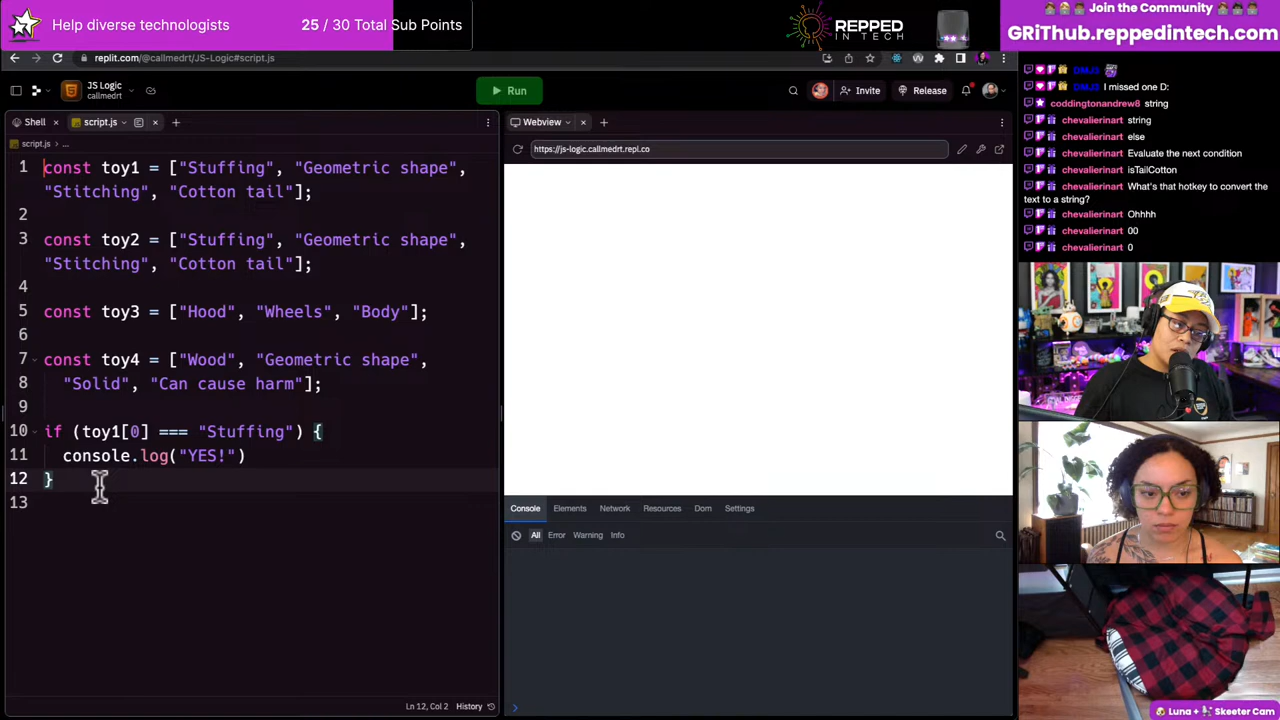 Help diverse technologists
25 / 30 Total Sub Points
REPPED
IN TECH
Join the Community
GRiThub.reppedintech.com
replit.com/@callmedrt/JS-Logic#script.js
JS Logic
callmedrt
Run
Invite
Release
Shell
script.js
Webview
script.js > ...
https://js-logic.callmedrt.repl.co
1 const toy1 = ["Stuffing", "Geometric shape",
"Stitching", "Cotton tail"];
2
3 const toy2 = ["Stuffing", "Geometric shape",
"Stitching", "Cotton tail"];
4
5 const toy3 = ["Hood", "Wheels", "Body"];
6
7 const toy4 = ["Wood", "Geometric shape",
8 "Solid", "Can cause harm"];
9
10 if (toy1[0] === "Stuffing") {
11 console.log("YES!")
12 }
13
Ln 12, Col 2 History
Console Elements Network Resources Dom Settings
All Error Warning Info
I missed one D:
coddingtonandrew8 string
chevalierinart string
chevalierinart else
chevalierinart Evaluate the next condition
chevalierinart isTailCotton
chevalierinart What's that hotkey to convert the
text to a string?
chevalierinart Ohhhh
chevalierinart 00
chevalierinart 0
Luna + Skeeter Cam